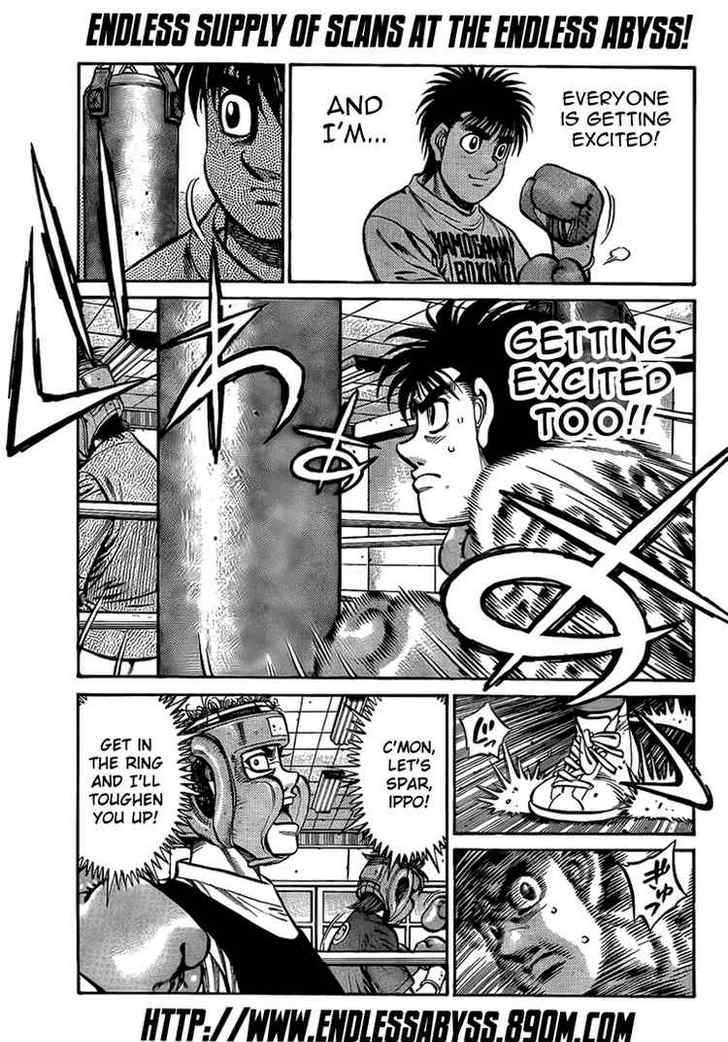 ENDLESS SUPPLY OF SCANS AT THE ENDLESS ABYSS!
EVERYONE
IS GETTING
EXCITED!
AND
I'M...
KAMOGAWA
BOXING
GETTING
EXCITED
TOO!!
C'MON,
LET'S
SPAR,
IPPO!
GET IN
THE RING
AND I'LL
TOUGHEN
YOU UP!
HTTP://WWW.ENDLESSABYSS.890M.COM